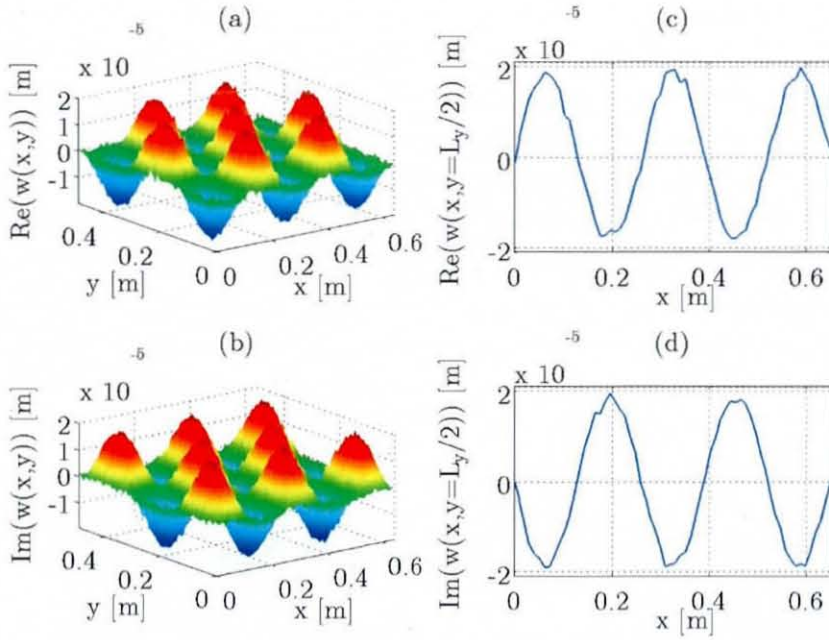 (a)
-5
x 10
Re(w(x,y)) [m]
2
1
0
-1
0.4
0.2
0
y [m]
0
0.2
0.4
0.6
x [m]
(c)
-5
x 10
Re(w(x,y=Ly/2)) [m]
2
0
-2
0
0.2
0.4
0.6
x [m]
(b)
-5
x 10
Im(w(x,y)) [m]
2
1
0
-1
0.4
0.2
0
y [m]
0
0.2
0.4
0.6
x [m]
(d)
-5
x 10
Im(w(x,y=Ly/2)) [m]
2
0
-2
0
0.2
0.4
0.6
x [m]